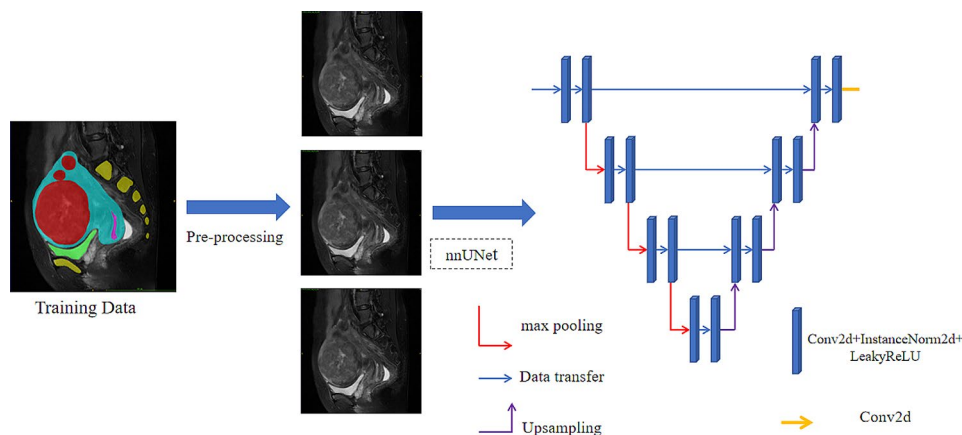 Training Data
Pre-processing
nnUNet
max pooling
Data transfer
Upsampling
Conv2d+InstanceNorm2d+
LeakyReLU
Conv2d